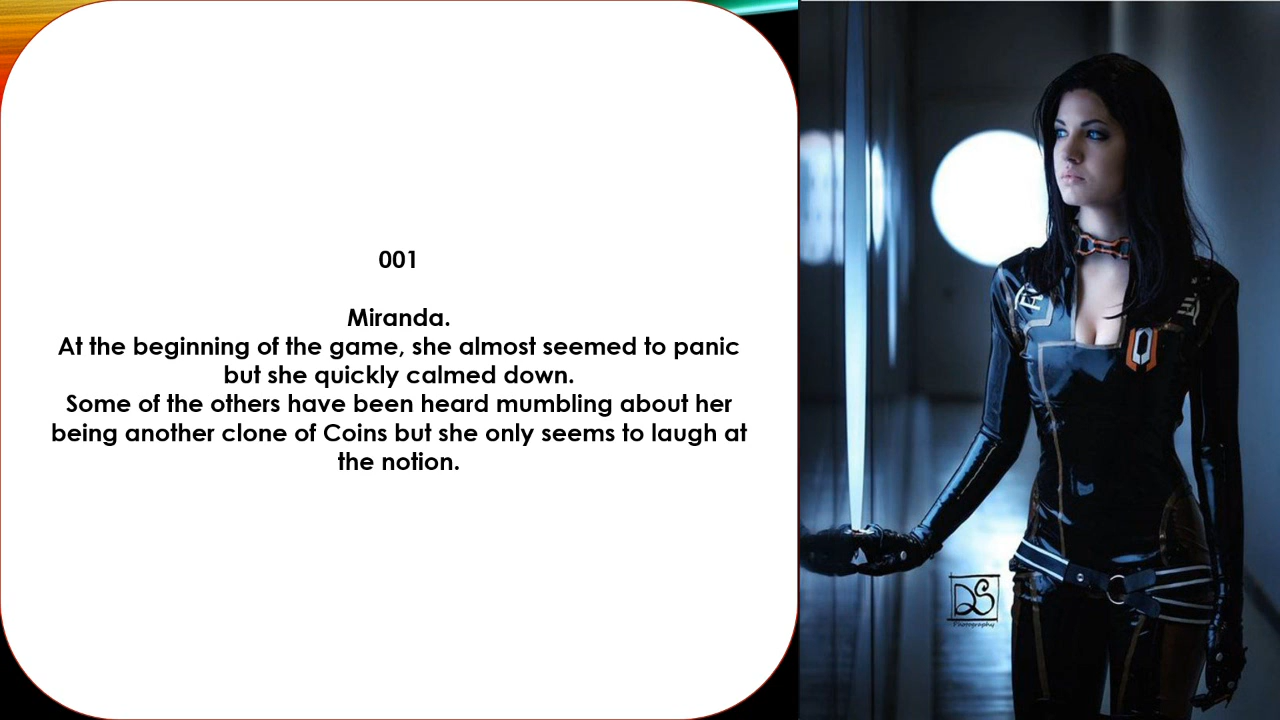 001
Miranda.
At the beginning of the game, she almost seemed to panic
but she quickly calmed down.
Some of the others have been heard mumbling about her
being another clone of Coins but she only seems to laugh at
the notion.
DS
Photography